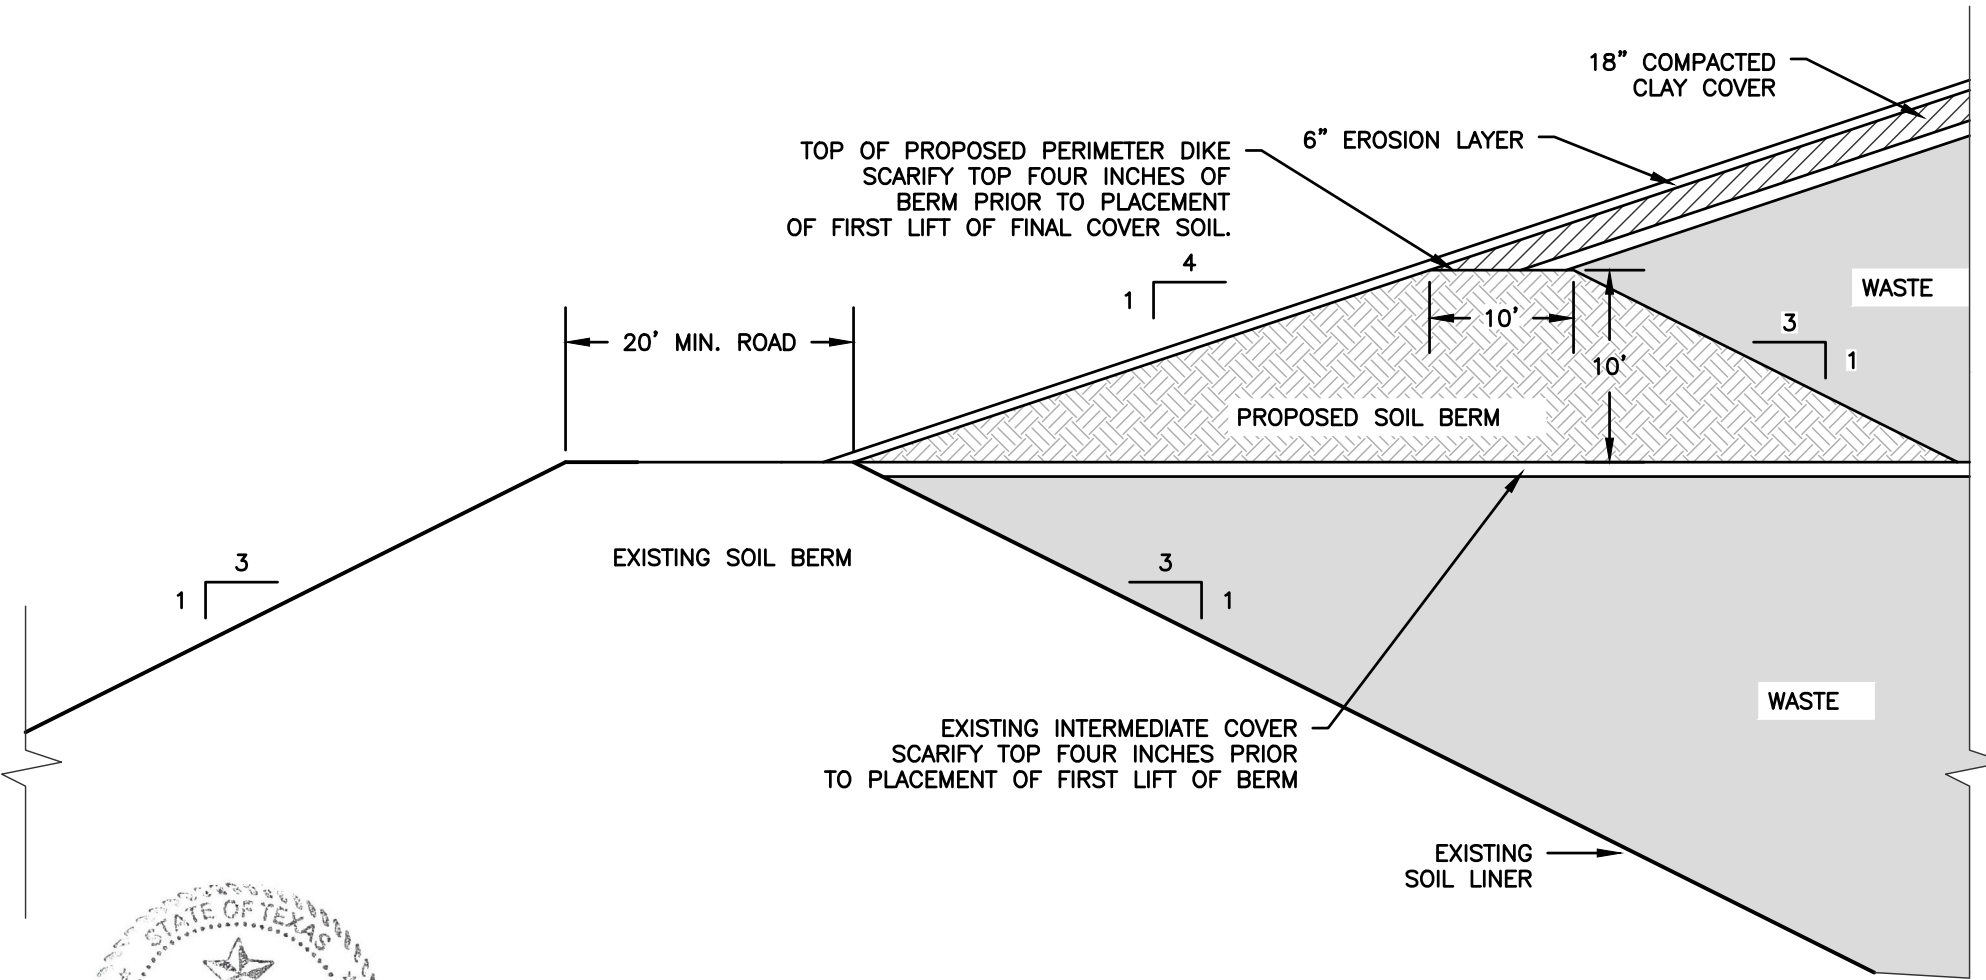 18” COMPACTED
CLAY COVER
6” EROSION LAYER
TOP OF PROPOSED PERIMETER DIKE
SCARIFY TOP FOUR INCHES OF
BERM PRIOR TO PLACEMENT
OF FIRST LIFT OF FINAL COVER SOIL.
4
1
WASTE
20' MIN. ROAD
10'
3
1
10'
PROPOSED SOIL BERM
EXISTING SOIL BERM
3
1
3
1
WASTE
EXISTING INTERMEDIATE COVER
SCARIFY TOP FOUR INCHES PRIOR
TO PLACEMENT OF FIRST LIFT OF BERM
EXISTING
SOIL LINER
STATE OF TEXAS